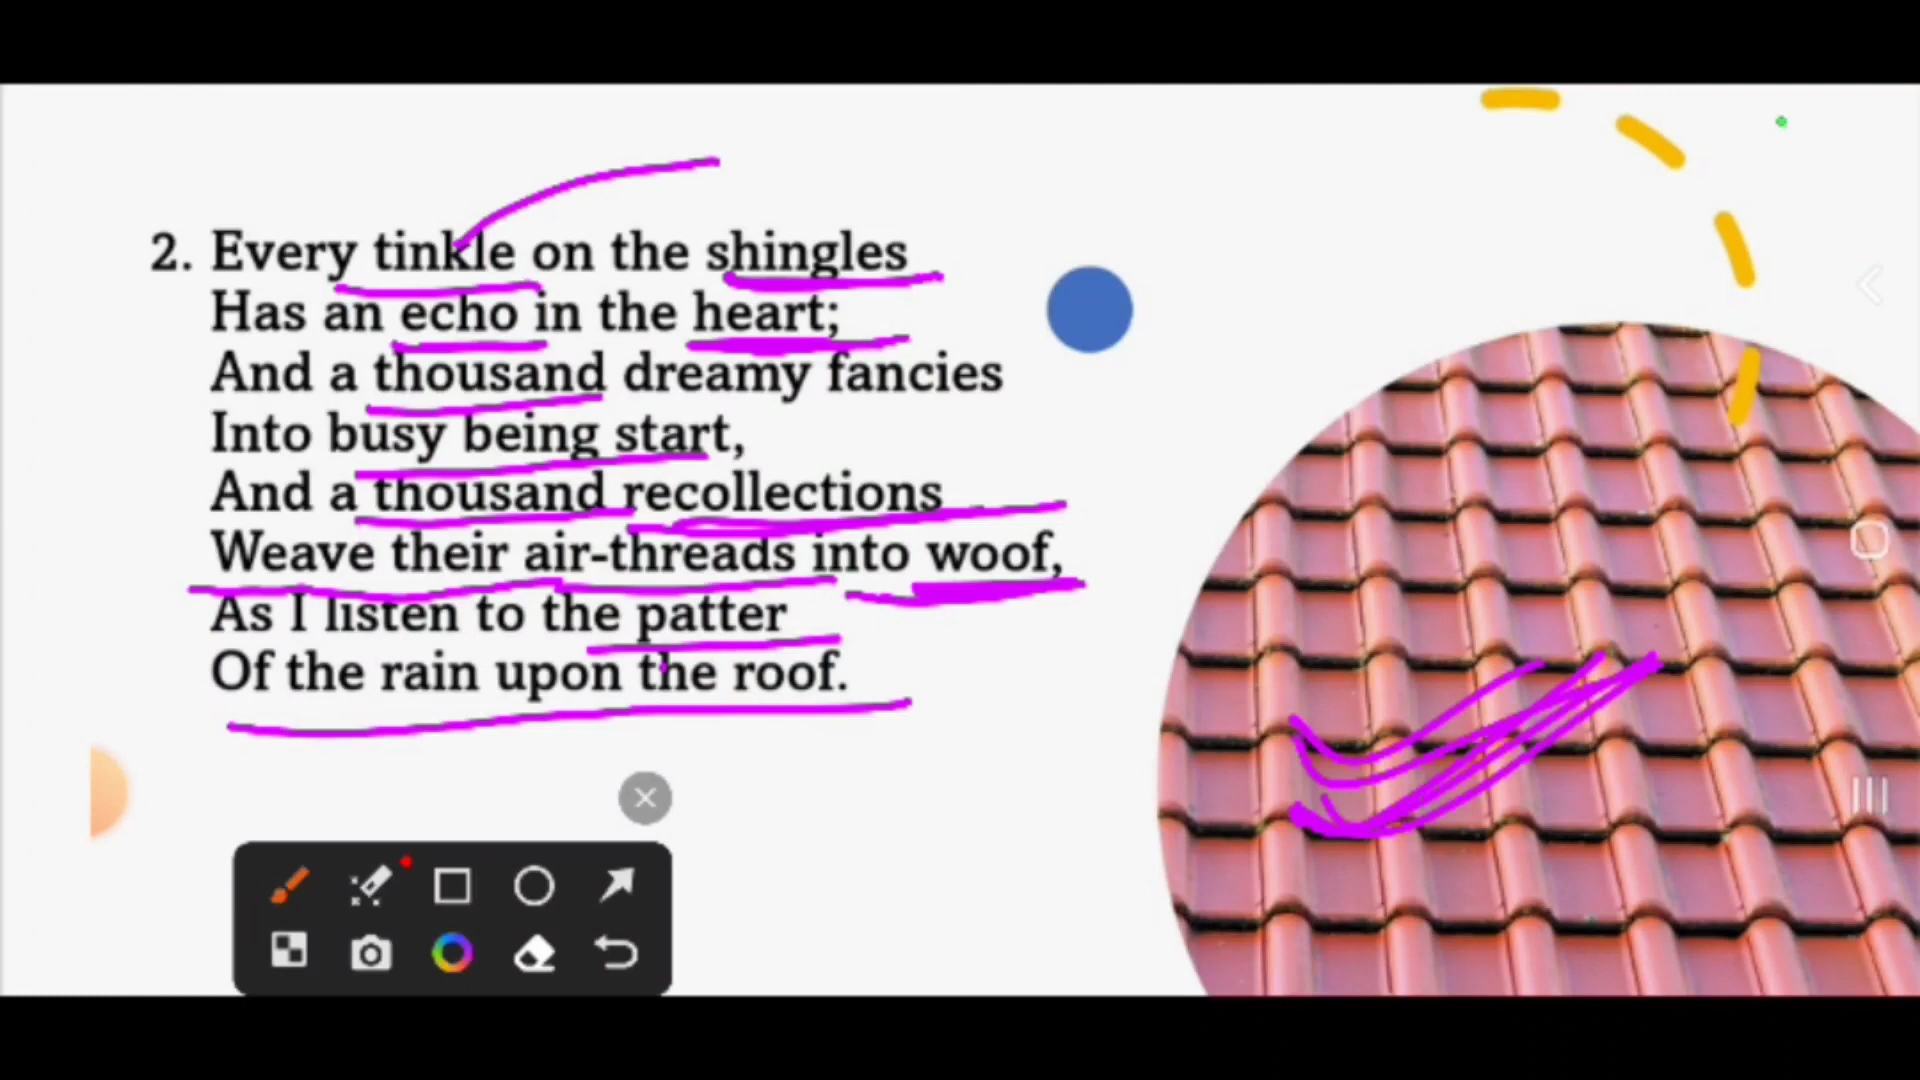 2. Every tinkle on the shingles
Has an echo in the heart;
And a thousand dreamy fancies
Into busy being start,
And a thousand recollections
Weave their air-threads into woof,
As I listen to the patter
Of the rain upon the roof.